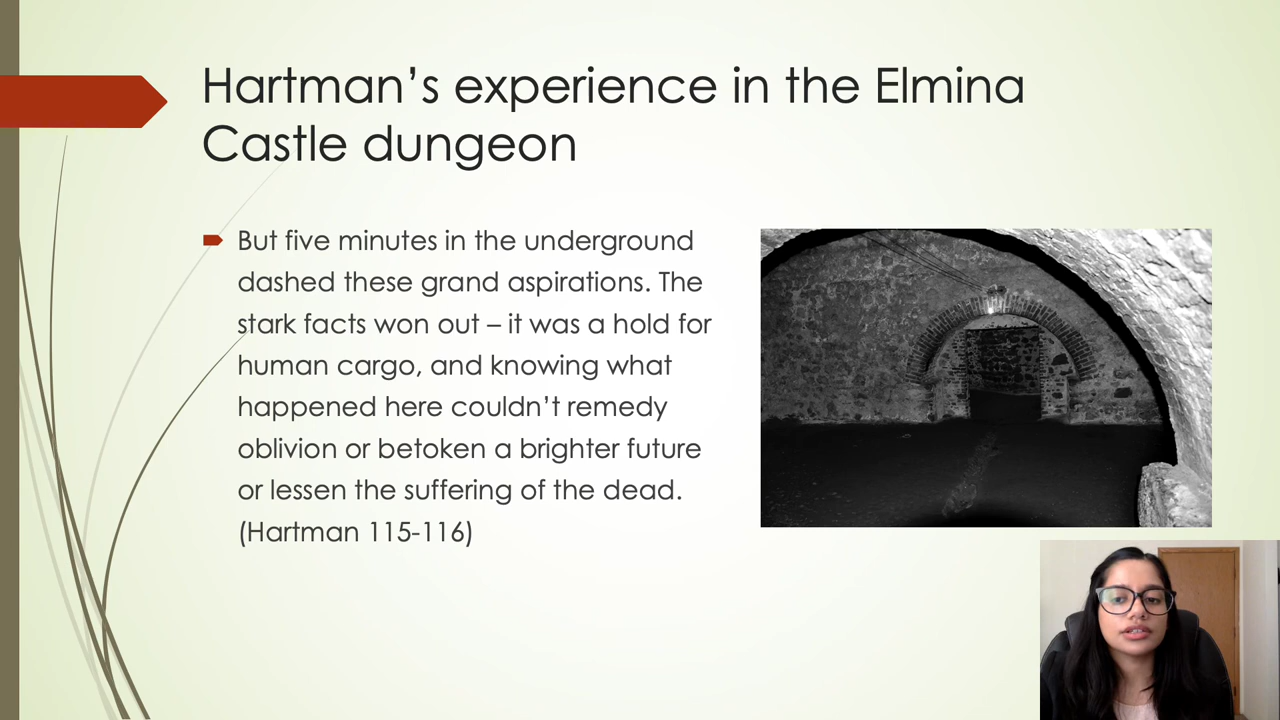 Hartman’s experience in the Elmina
Castle dungeon
But five minutes in the underground
dashed these grand aspirations. The
stark facts won out – it was a hold for
human cargo, and knowing what
happened here couldn’t remedy
oblivion or betoken a brighter future
or lessen the suffering of the dead.
(Hartman 115-116)